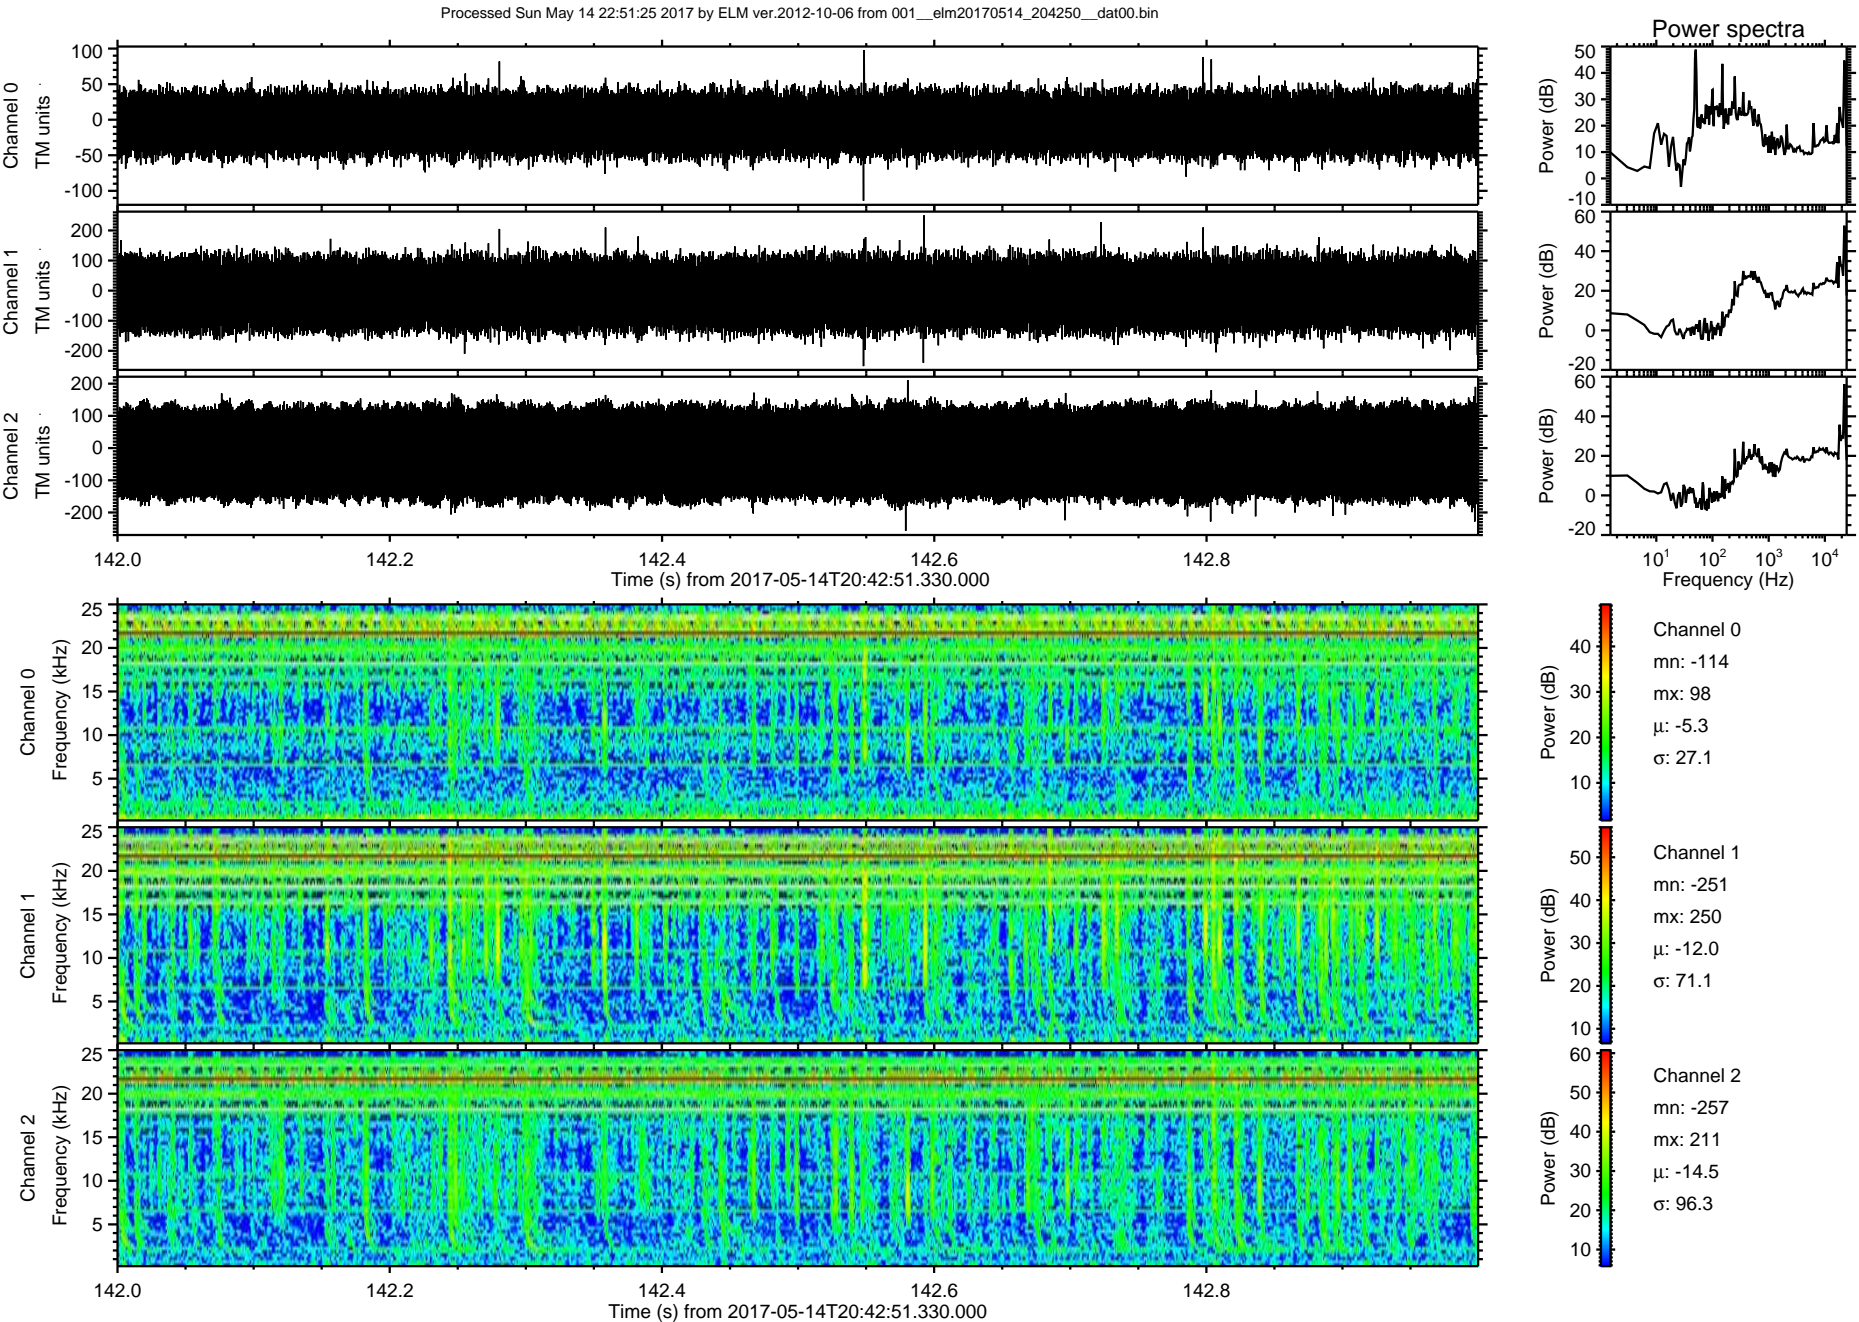 Processed Sun May 14 22:51:25 2017 by ELM ver.2012-10-06 from 001__elm20170514_204250__dat00.bin
Power spectra
Channel 0
TM units
100
50
0
-50
-100
Power (dB)
50
40
30
20
10
0
-10
Channel 1
TM units
200
100
0
-100
-200
Power (dB)
60
40
20
0
-20
Channel 2
TM units
200
100
0
-100
-200
Power (dB)
60
40
20
0
-20
142.0 142.2 142.4 142.6 142.8
Time (s) from 2017-05-14T20:42:51.330.000
10¹ 10² 10³ 10⁴
Frequency (Hz)
Channel 0
Frequency (kHz)
25
20
15
10
5
Power (dB)
40
30
20
10
Channel 0
mn: -114
mx: 98
μ: -5.3
σ: 27.1
Channel 1
Frequency (kHz)
25
20
15
10
5
Power (dB)
50
40
30
20
10
Channel 1
mn: -251
mx: 250
μ: -12.0
σ: 71.1
Channel 2
Frequency (kHz)
25
20
15
10
5
Power (dB)
60
50
40
30
20
10
Channel 2
mn: -257
mx: 211
μ: -14.5
σ: 96.3
142.0 142.2 142.4 142.6 142.8
Time (s) from 2017-05-14T20:42:51.330.000